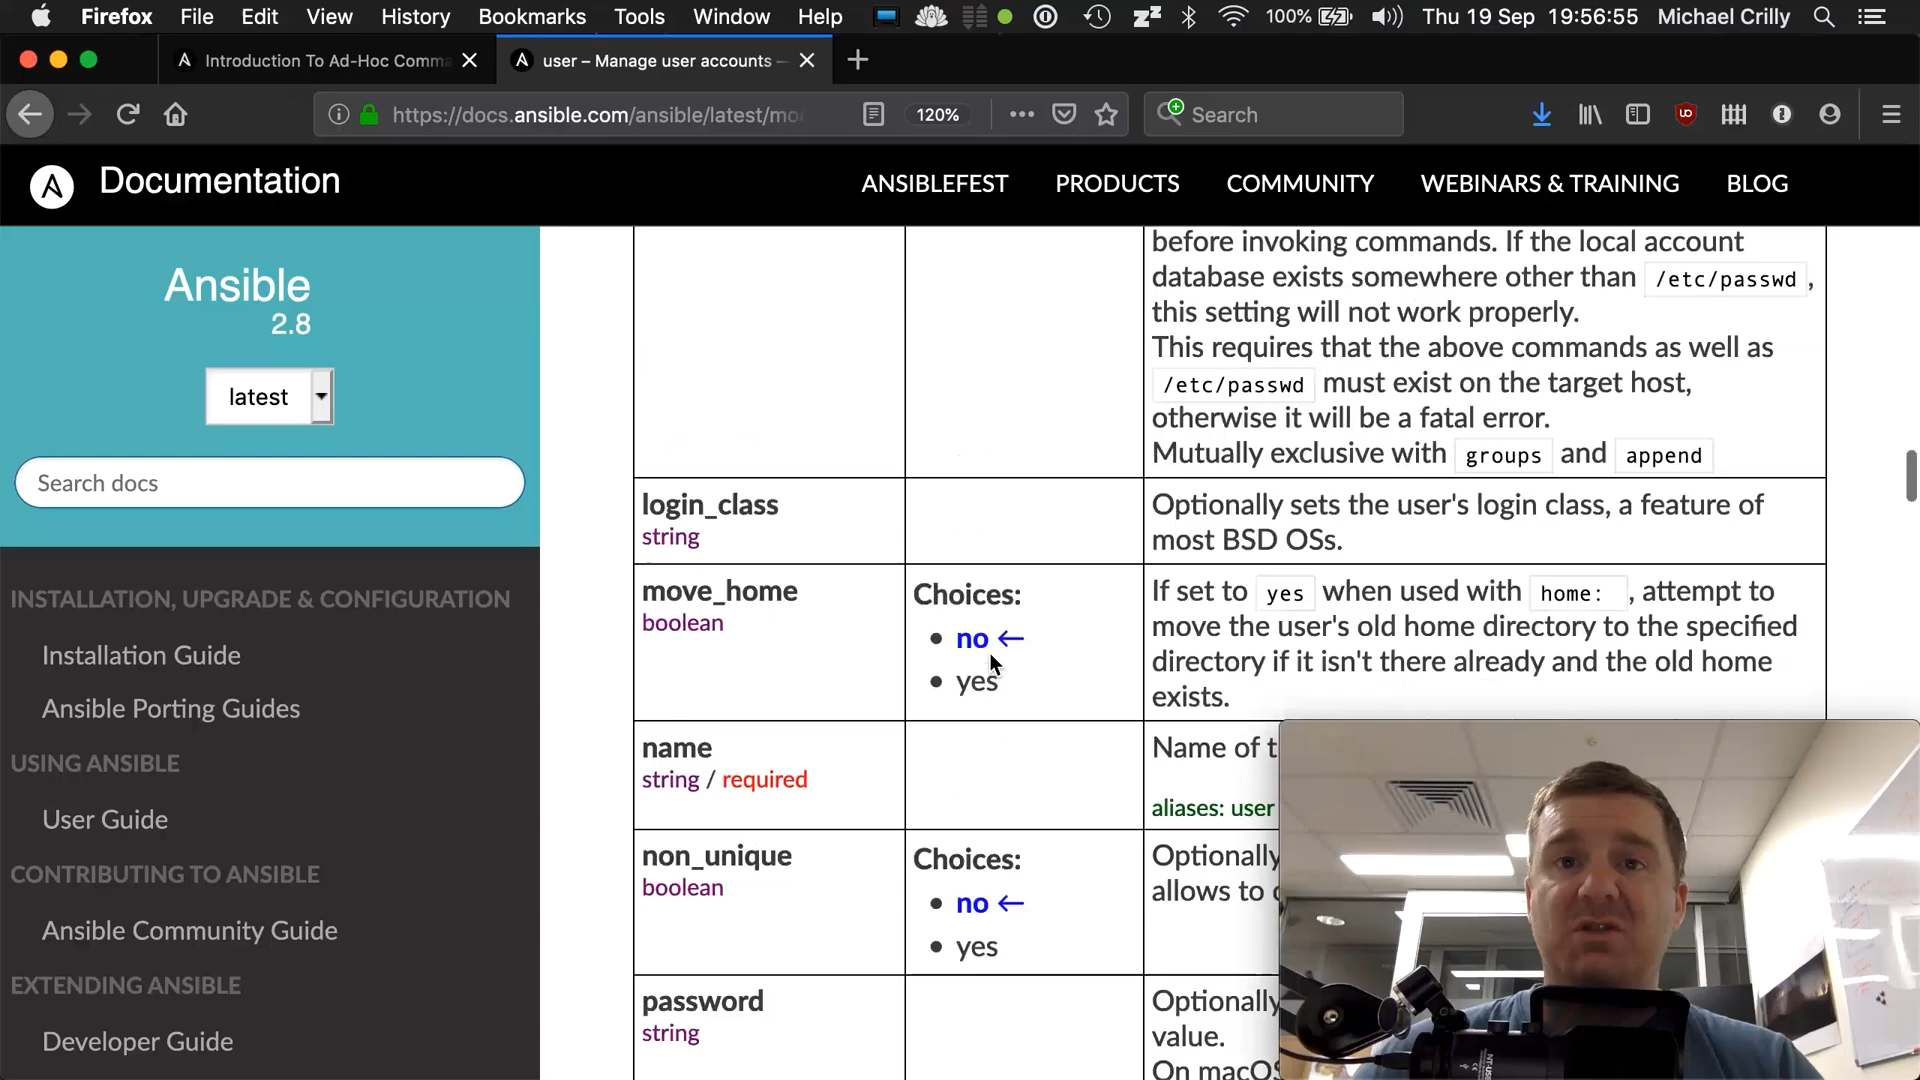 Firefox File Edit View History Bookmarks Tools Window Help 100% Thu 19 Sep 19:56:55 Michael Crilly
Introduction To Ad-Hoc Comma
user – Manage user accounts —
https://docs.ansible.com/ansible/latest/mo
120%
Search
Documentation
ANSIBLEFEST PRODUCTS COMMUNITY WEBINARS & TRAINING BLOG
Ansible
2.8
latest
Search docs
INSTALLATION, UPGRADE & CONFIGURATION
Installation Guide
Ansible Porting Guides
USING ANSIBLE
User Guide
CONTRIBUTING TO ANSIBLE
Ansible Community Guide
EXTENDING ANSIBLE
Developer Guide
before invoking commands. If the local account
database exists somewhere other than /etc/passwd ,
this setting will not work properly.
This requires that the above commands as well as
/etc/passwd must exist on the target host,
otherwise it will be a fatal error.
Mutually exclusive with groups and append
login_class
string
Optionally sets the user's login class, a feature of
most BSD OSs.
move_home
boolean
Choices:
• no ←
• yes
If set to yes when used with home: , attempt to
move the user's old home directory to the specified
directory if it isn't there already and the old home
exists.
name
string / required
Name of t
aliases: user
non_unique
boolean
Choices:
• no ←
• yes
Optionally
allows to
password
string
Optionally
value.
On macOS